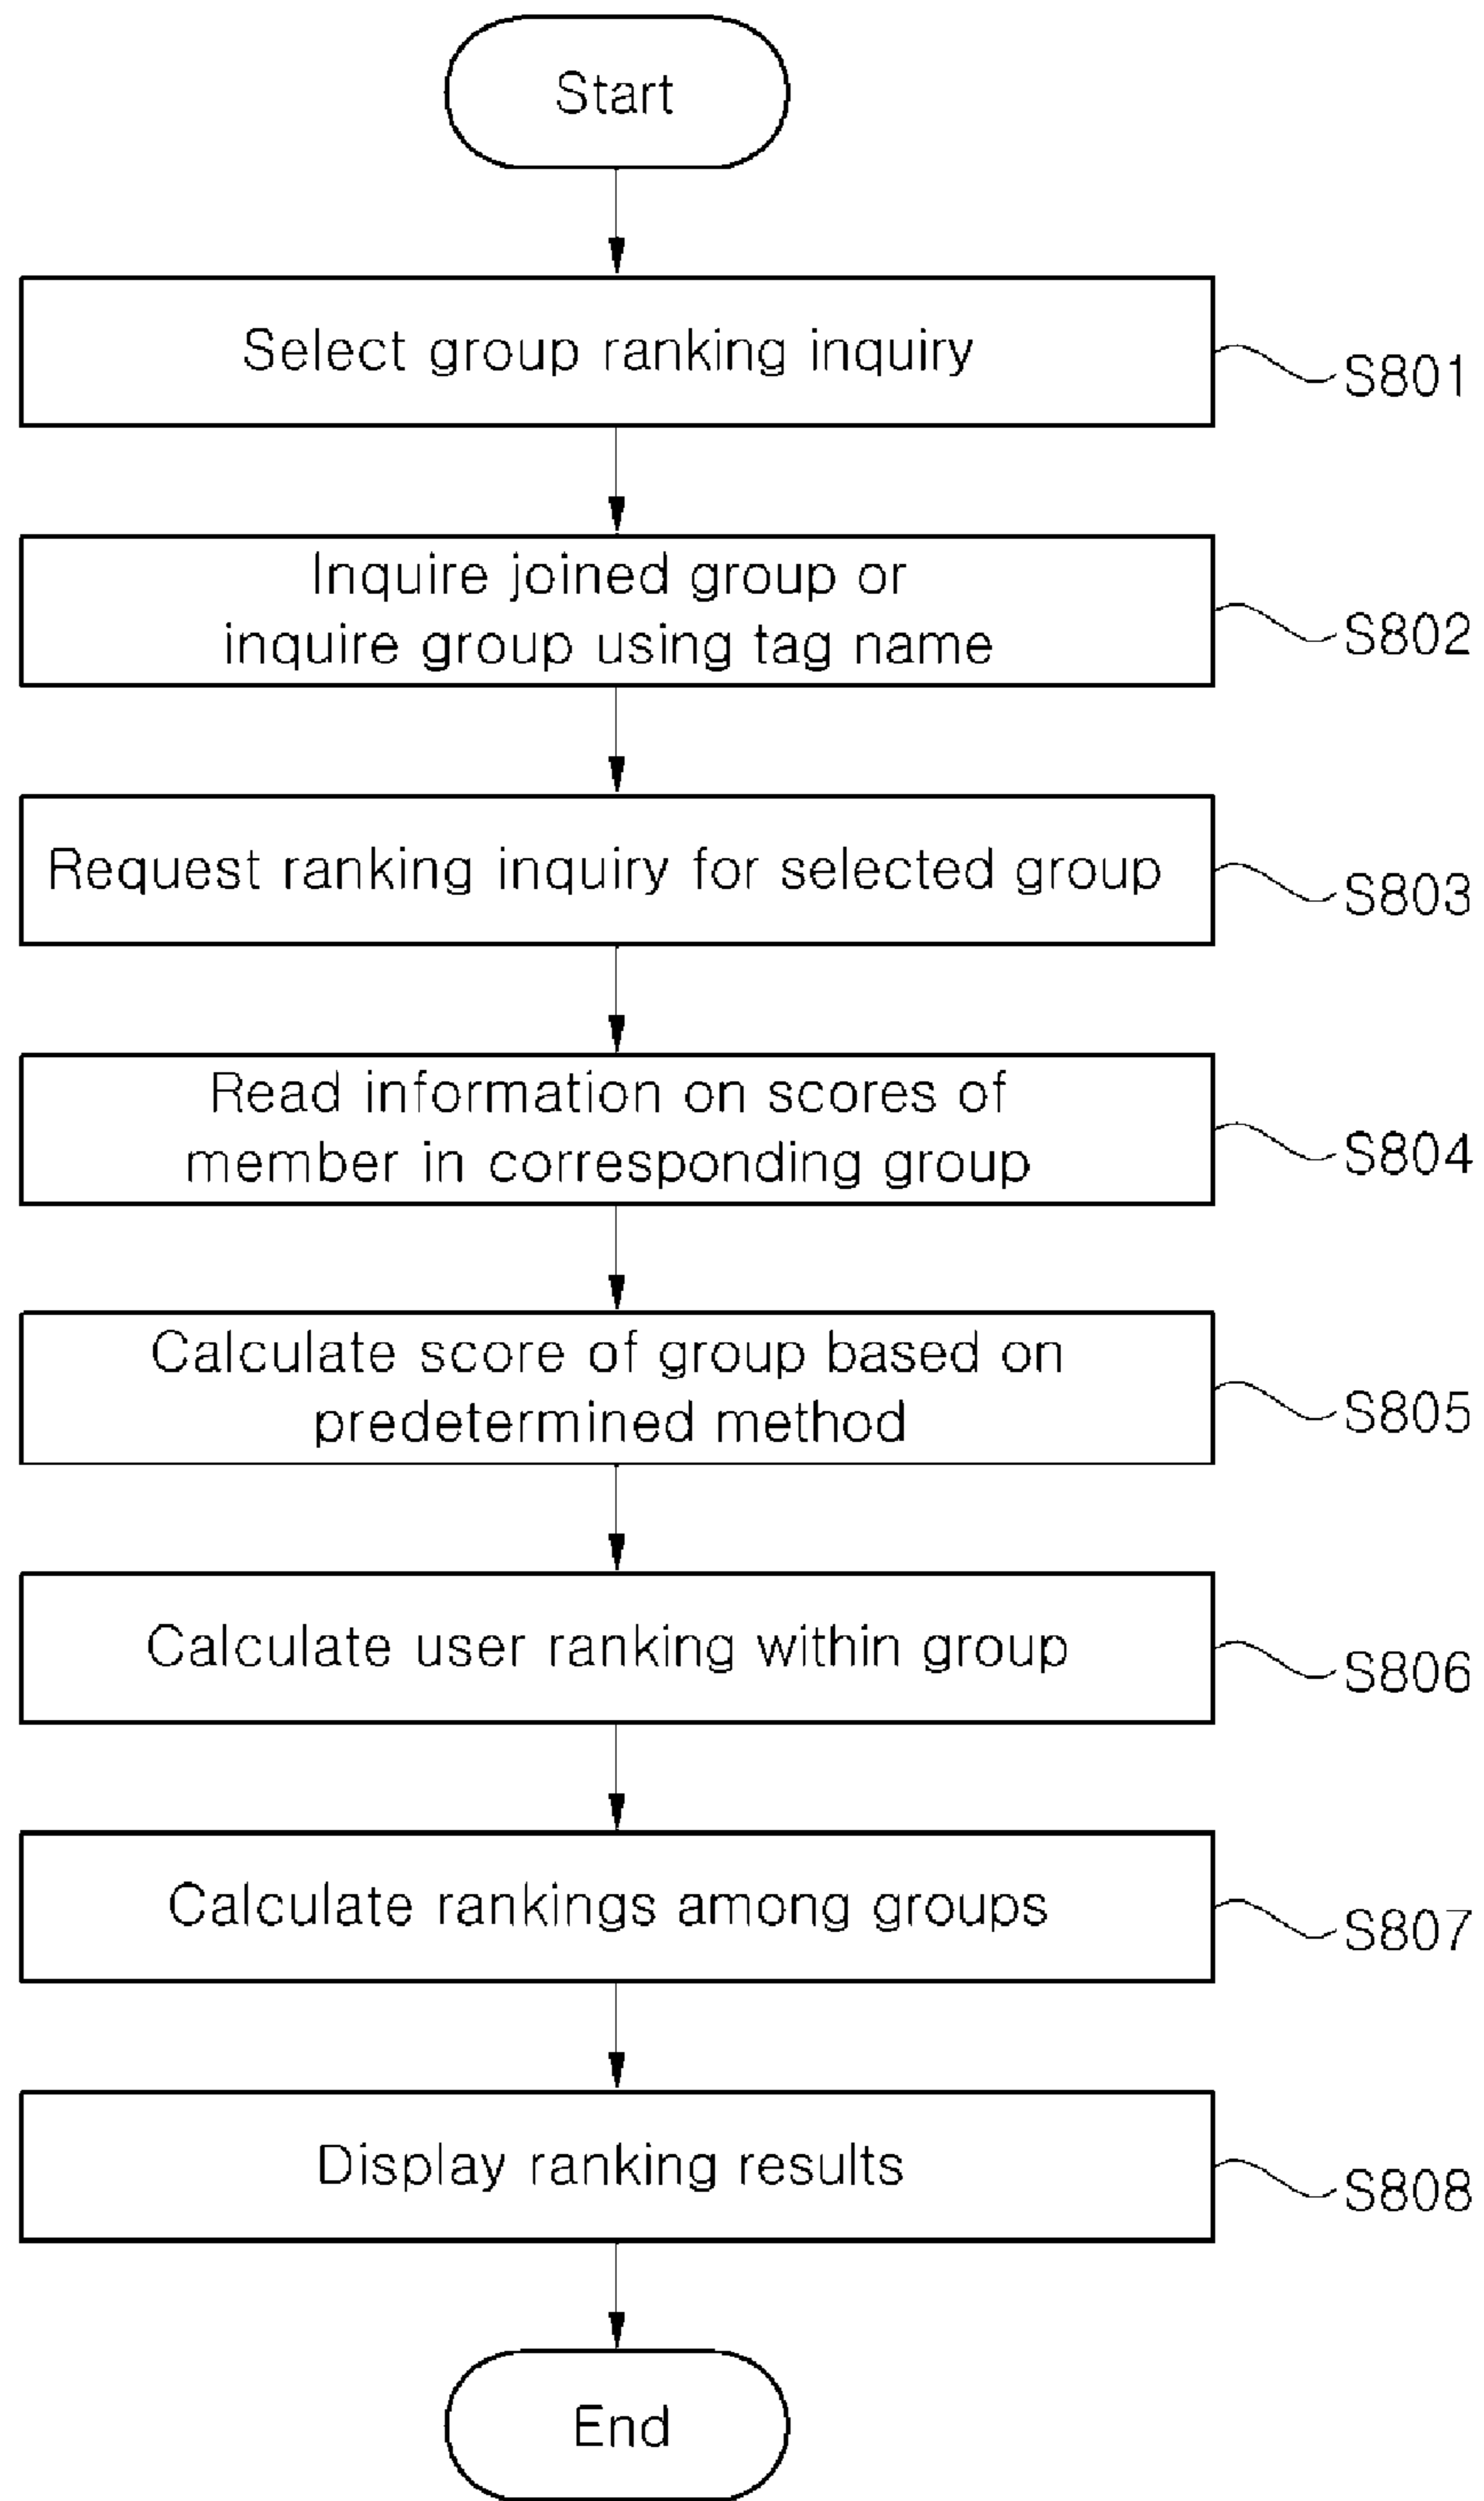 Start
Select group ranking inquiry
S801
Inquire joined group or
inquire group using tag name
S802
Request ranking inquiry for selected group
S803
Read information on scores of
member in corresponding group
S804
Calculate score of group based on
predetermined method
S805
Calculate user ranking within group
S806
Calculate rankings among groups
S807
Display ranking results
S808
End